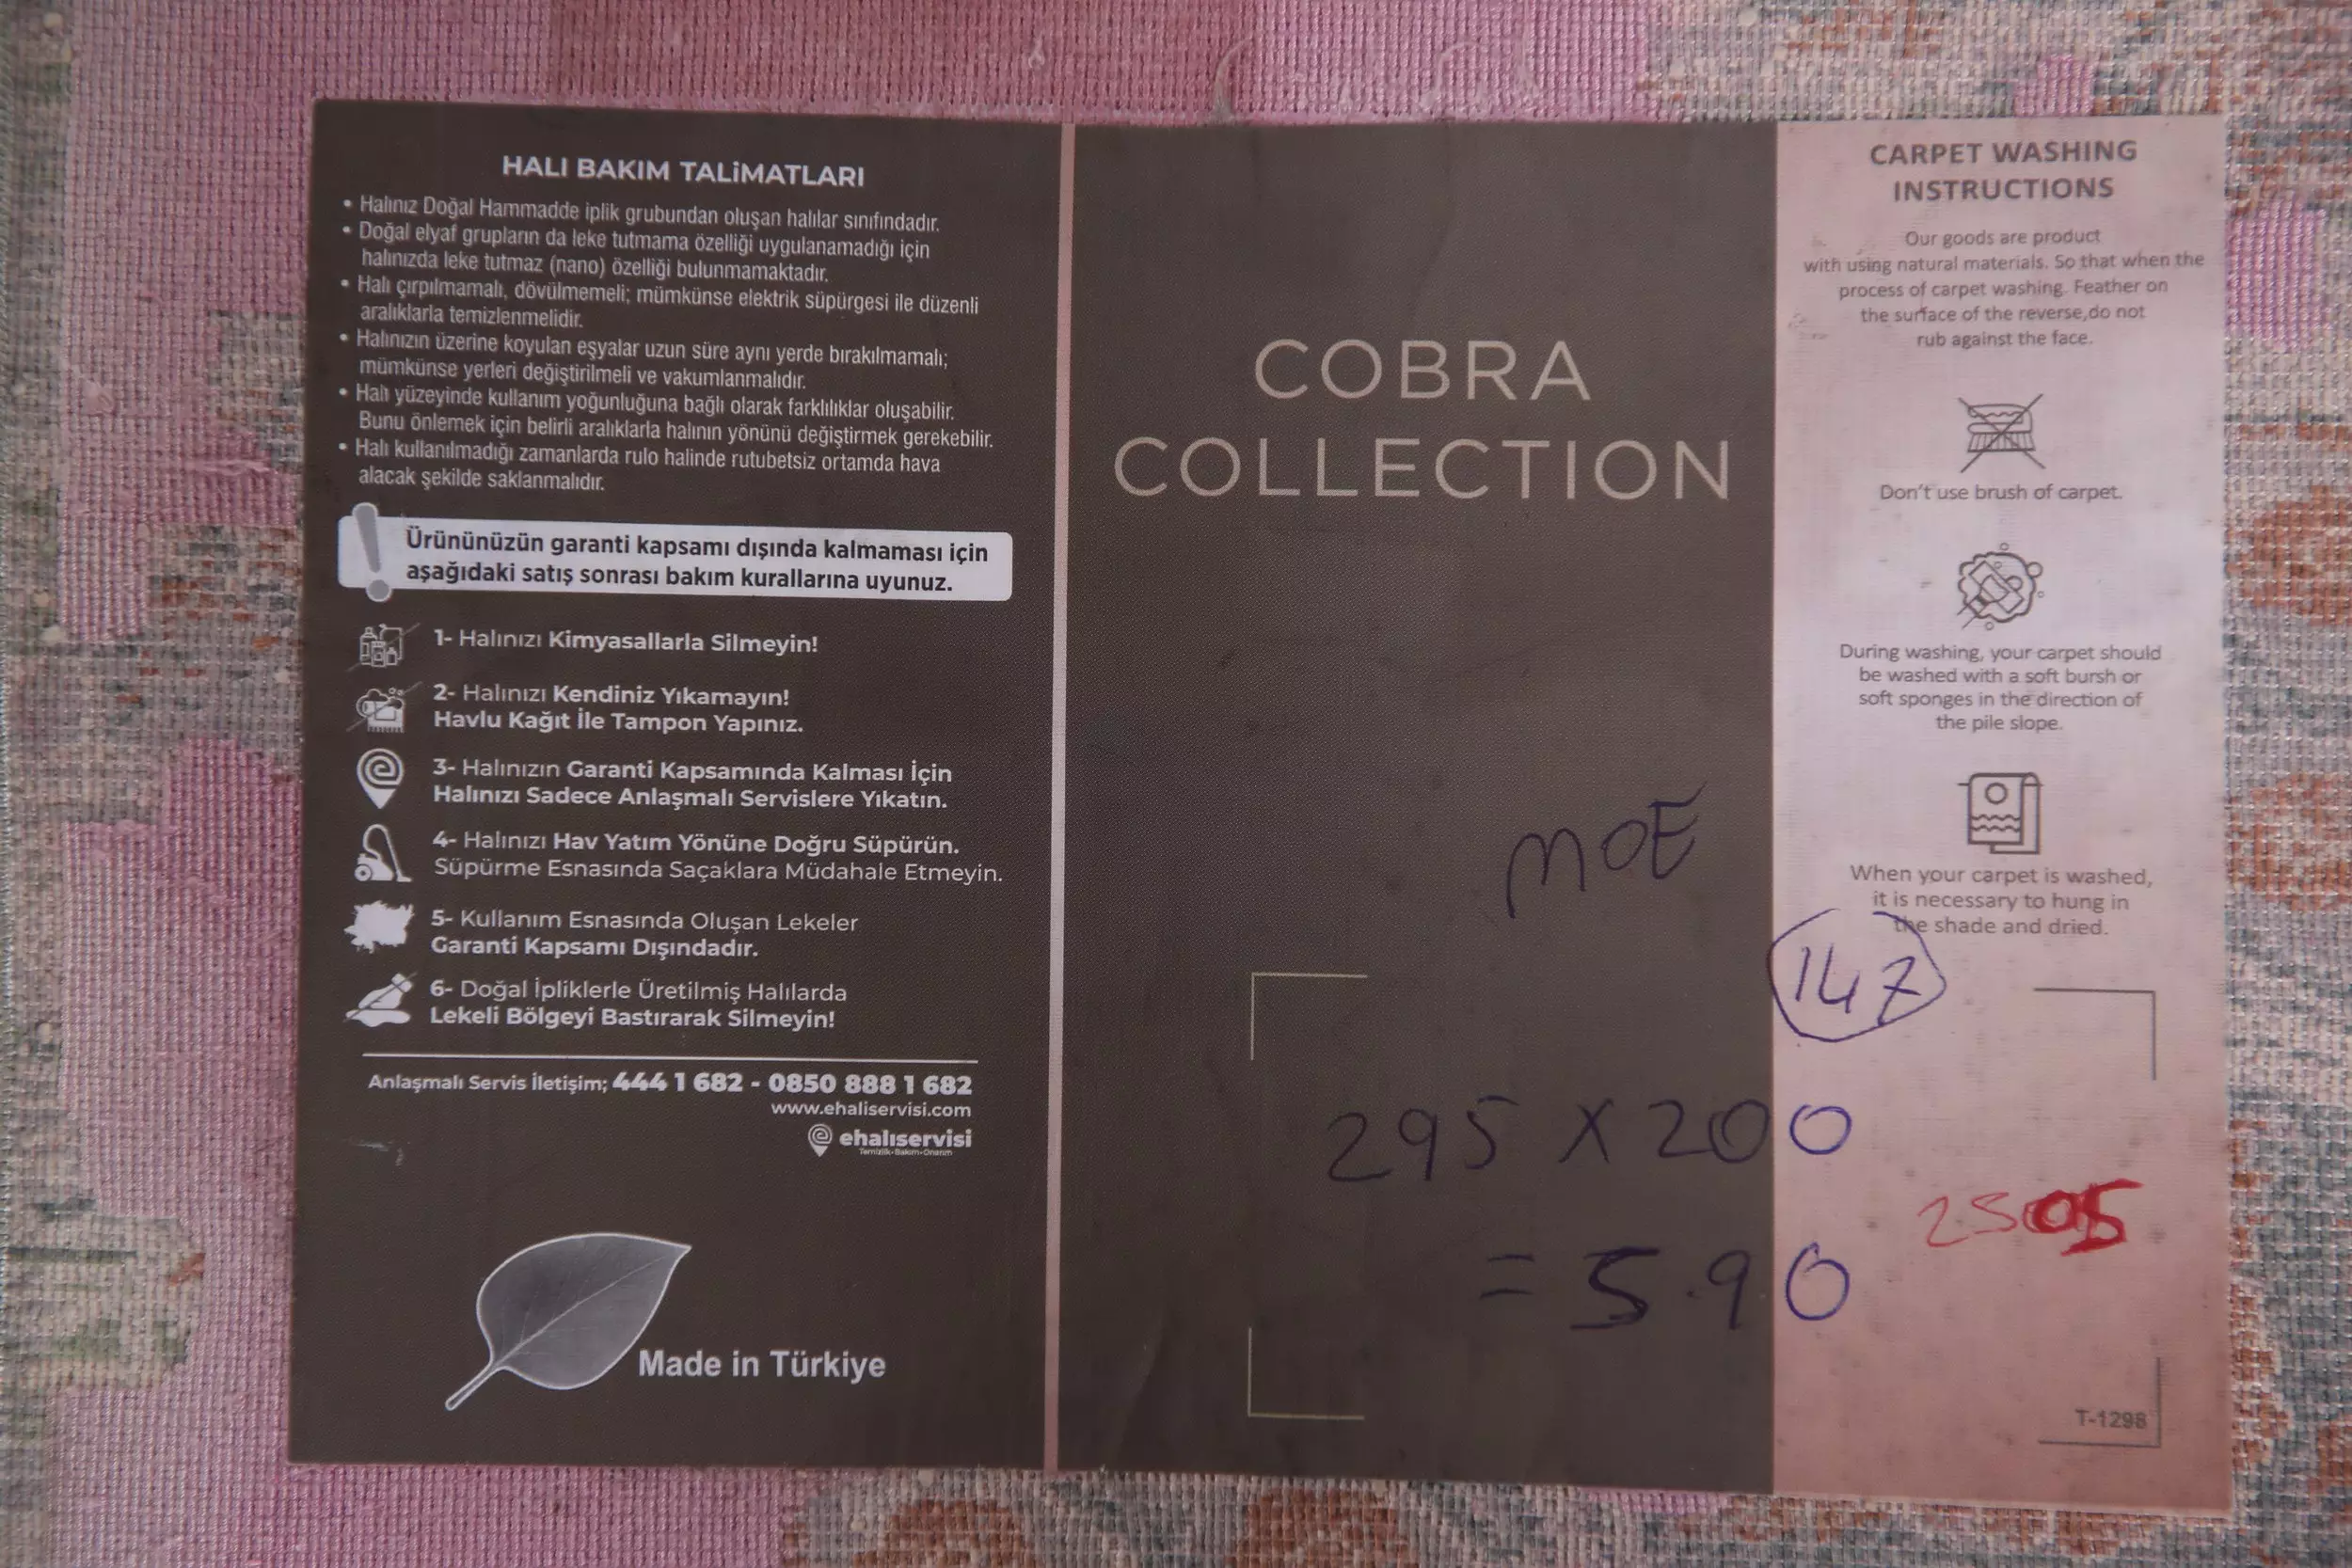 HALI BAKIM TALİMATLARI
• Halınız Doğal Hammadde iplik grubundan oluşan halılar sınıfındadır.
• Doğal elyaf grupların da leke tutmama özelliği uygulanamadığı için
halınızda leke tutmaz (nano) özelliği bulunmamaktadır.
• Halı çırpılmamalı, dövülmemeli; mümkünse elektrik süpürgesi ile düzenli
aralıklarla temizlenmelidir.
• Halınızın üzerine koyulan eşyalar uzun süre aynı yerde bırakılmamalı;
mümkünse yerleri değiştirilmeli ve vakumlanmalıdır.
• Halı yüzeyinde kullanım yoğunluğuna bağlı olarak farklılıklar oluşabilir.
Bunu önlemek için belirli aralıklarla halının yönünü değiştirmek gerekebilir.
• Halı kullanılmadığı zamanlarda rulo halinde rutubetsiz ortamda hava
alacak şekilde saklanmalıdır.
Ürününüzün garanti kapsamı dışında kalmaması için
aşağıdaki satış sonrası bakım kurallarına uyunuz.
1- Halınızı Kimyasallarla Silmeyin!
2- Halınızı Kendiniz Yıkamayın!
Havlu Kağıt İle Tampon Yapınız.
3- Halınızın Garanti Kapsamında Kalması İçin
Halınızı Sadece Anlaşmalı Servislere Yıkatın.
4- Halınızı Hav Yatım Yönüne Doğru Süpürün.
Süpürme Esnasında Saçaklara Müdahale Etmeyin.
5- Kullanım Esnasında Oluşan Lekeler
Garanti Kapsamı Dışındadır.
6- Doğal İpliklerle Üretilmiş Halılarda
Lekeli Bölgeyi Bastırarak Silmeyin!
Anlaşmalı Servis İletişim; 444 1 682 - 0850 888 1 682
www.ehaliservisi.com
ehalıservisi
Temizlik-Bakım-Onarım
Made in Türkiye
COBRA
COLLECTION
MOE
147
295 X 200
= 5.90
2505
CARPET WASHING
INSTRUCTIONS
Our goods are product
with using natural materials. So that when the
process of carpet washing. Feather on
the surface of the reverse,do not
rub against the face.
Don't use brush of carpet.
During washing, your carpet should
be washed with a soft bursh or
soft sponges in the direction of
the pile slope.
When your carpet is washed,
it is necessary to hung in
the shade and dried.
T-1298